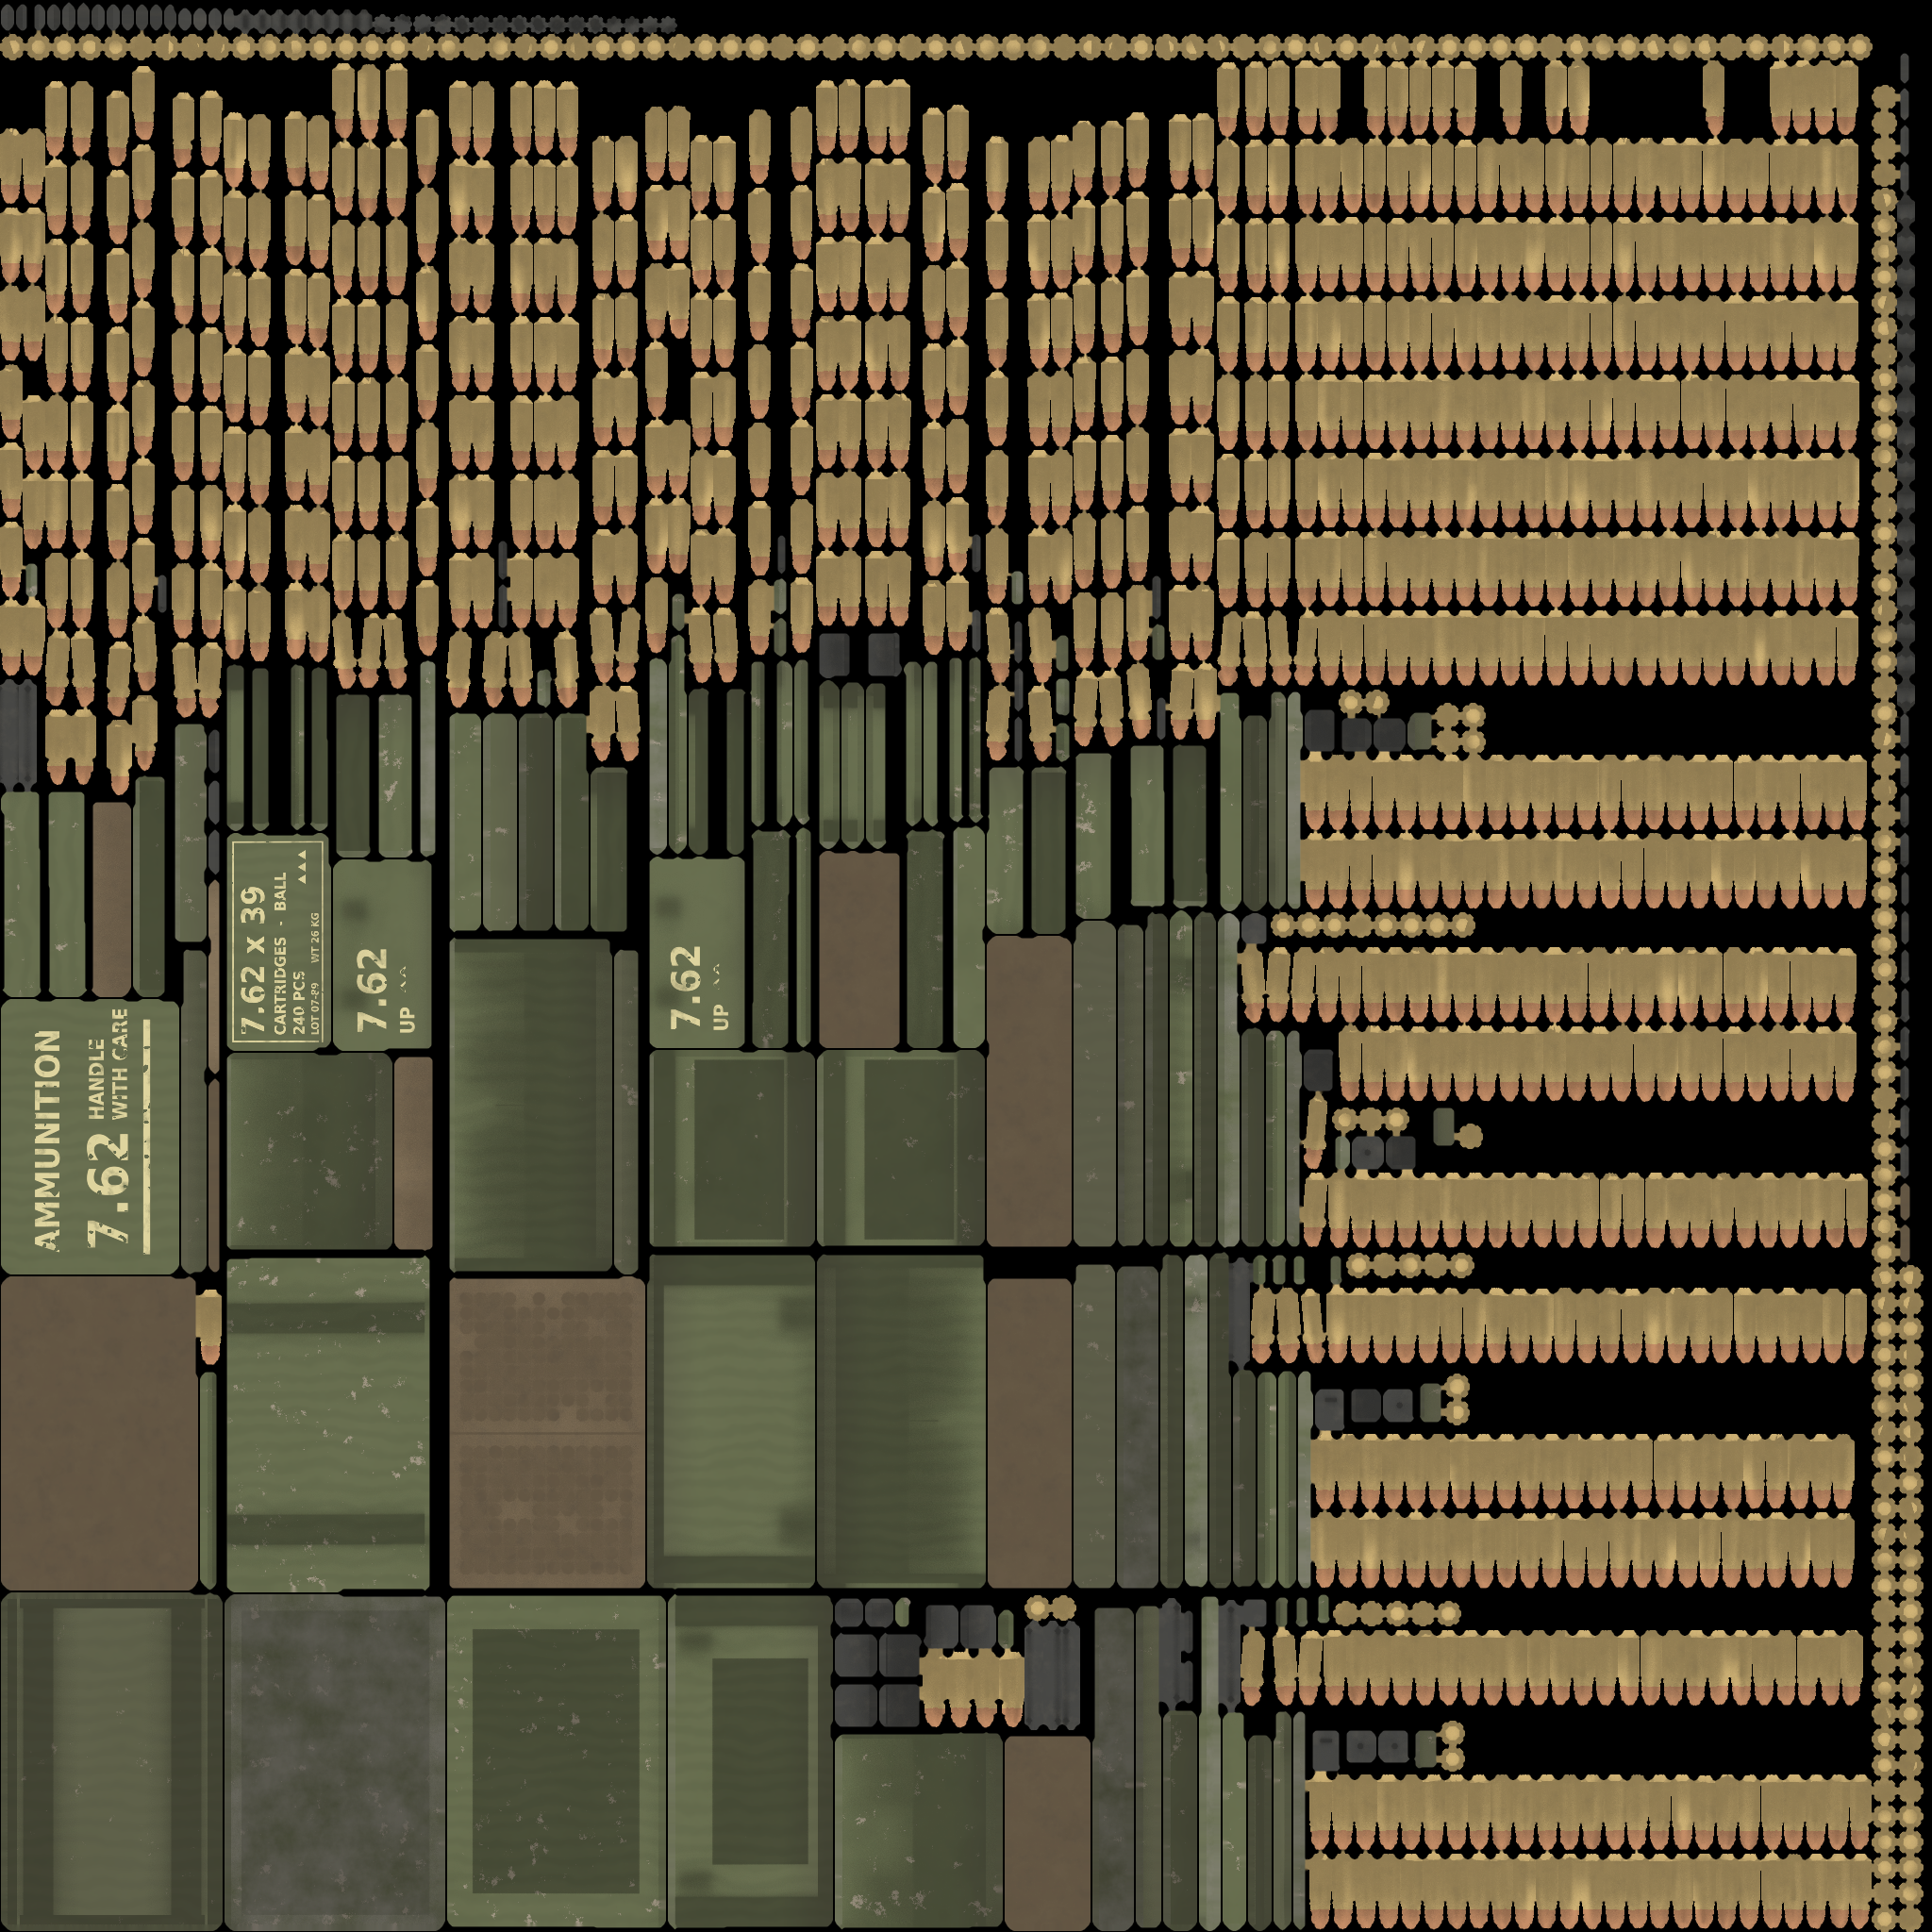 7.62 x 39
CARTRIDGES - BALL
240 PCS
LOT 07-89 WT 26 KG
7.62
UP
7.62
UP
AMMUNITION
7.62 HANDLE
WITH CARE